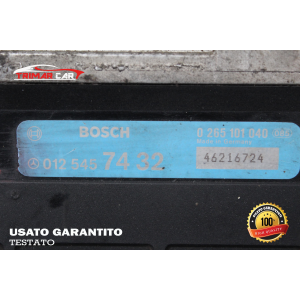 TRIMAR CAR
BOSCH
0 265 101 040
012 545 74 32
46216724
USATO GARANTITO
TESTATO
100